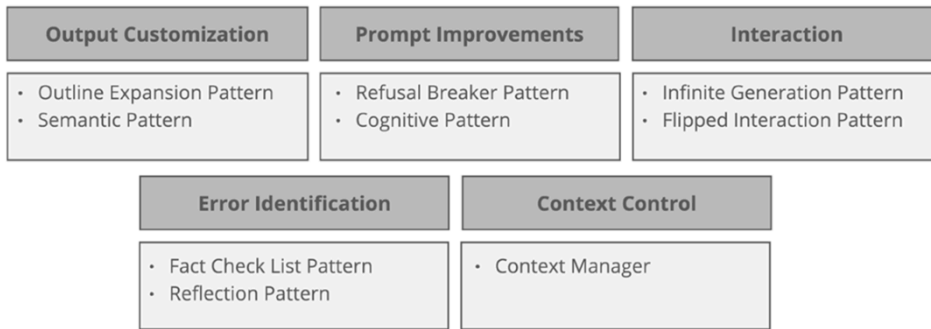 Output Customization
Prompt Improvements
Interaction
· Outline Expansion Pattern
· Semantic Pattern
· Refusal Breaker Pattern
· Cognitive Pattern
· Infinite Generation Pattern
· Flipped Interaction Pattern
Error Identification
Context Control
· Fact Check List Pattern
· Reflection Pattern
· Context Manager